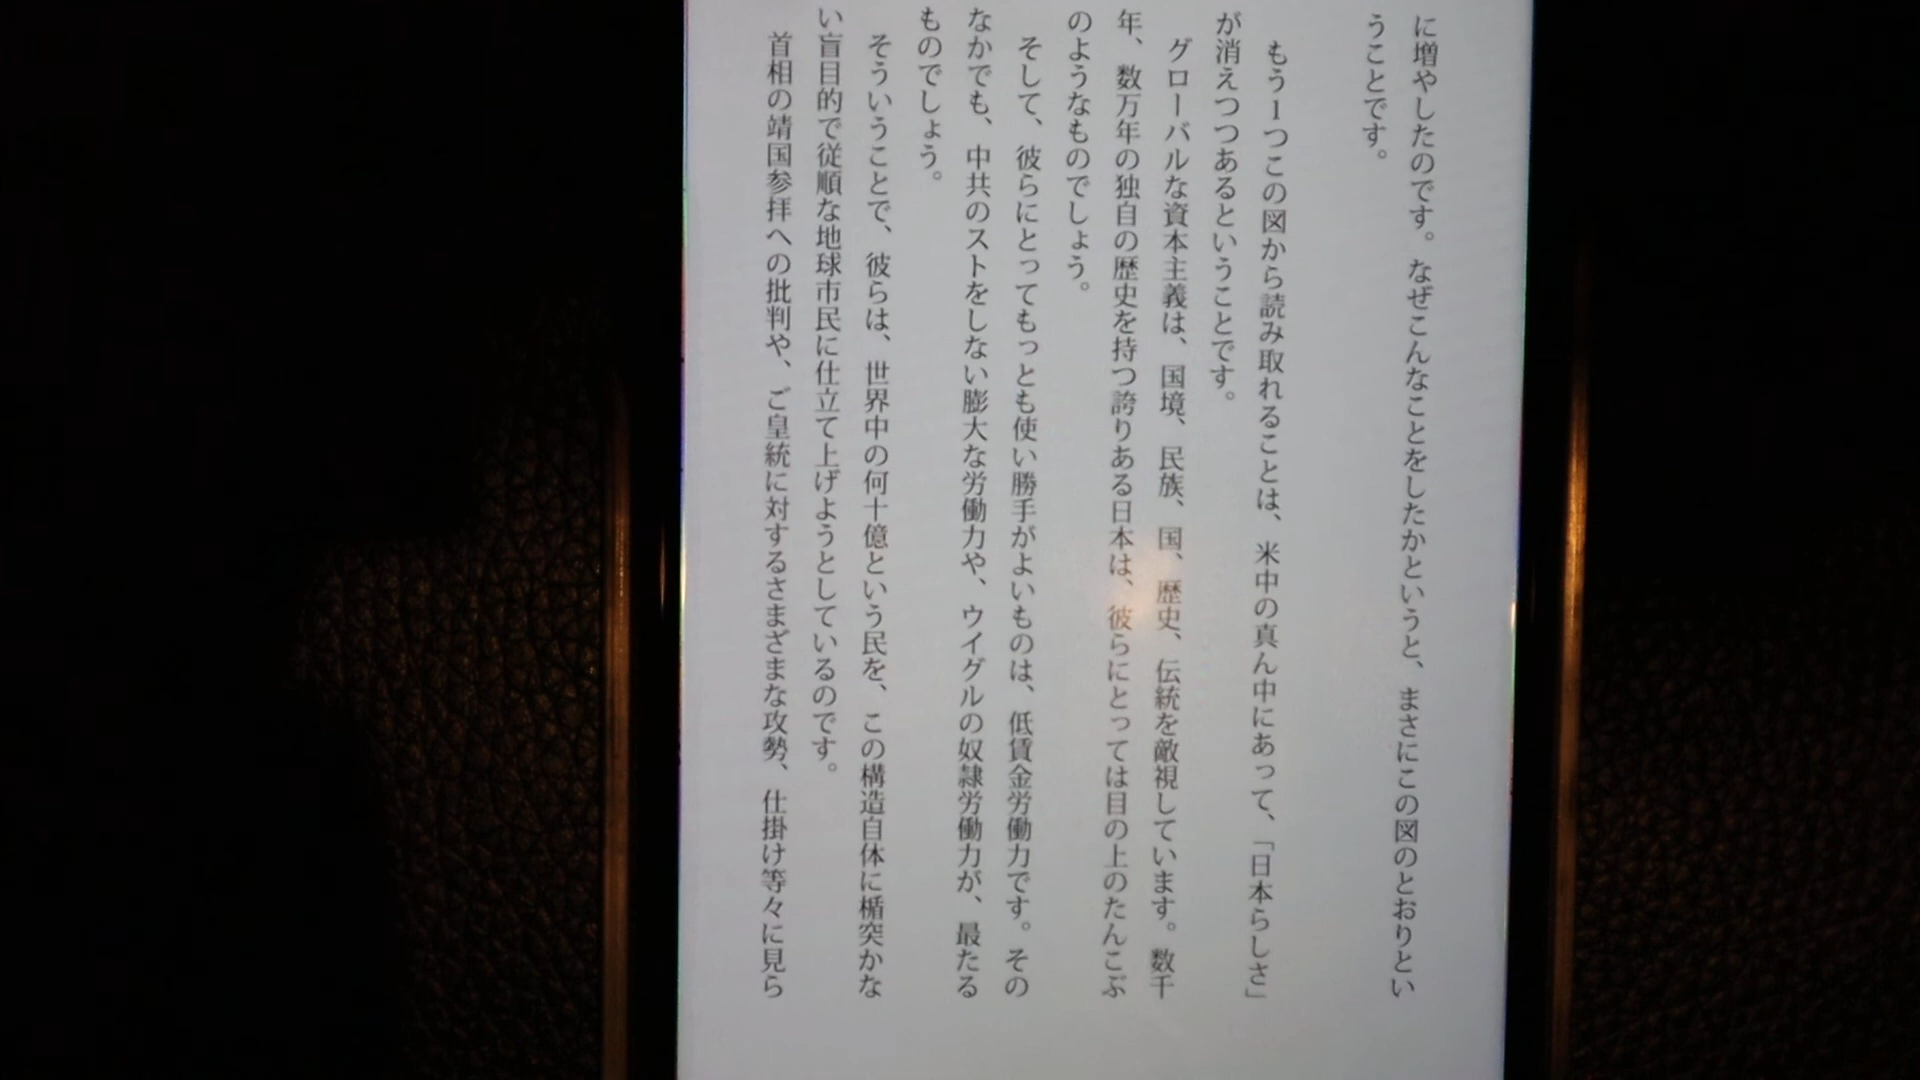 に増やしたのです。なぜこんなことをしたかというと、まさにこの図のとおりとい
うことです。
もう1つこの図から読み取れることは、米中の真ん中にあって、「日本らしさ」
が消えつつあるということです。
グローバルな資本主義は、国境、民族、国、歴史、伝統を敵視しています。数千
年、数万年の独自の歴史を持つ誇りある日本は、彼らにとっては目の上のたんこぶ
のようなものでしょう。
そして、彼らにとってもっとも使い勝手がよいものは、低賃金労働力です。その
なかでも、中共のストをしない膨大な労働力や、ウイグルの奴隷労働力が、最たる
ものでしょう。
そういうことで、彼らは、世界中の何十億という民を、この構造自体に楯突かな
い盲目的で従順な地球市民に仕立て上げようとしているのです。
首相の靖国参拝への批判や、ご皇統に対するさまざまな攻勢、仕掛け等々に見ら